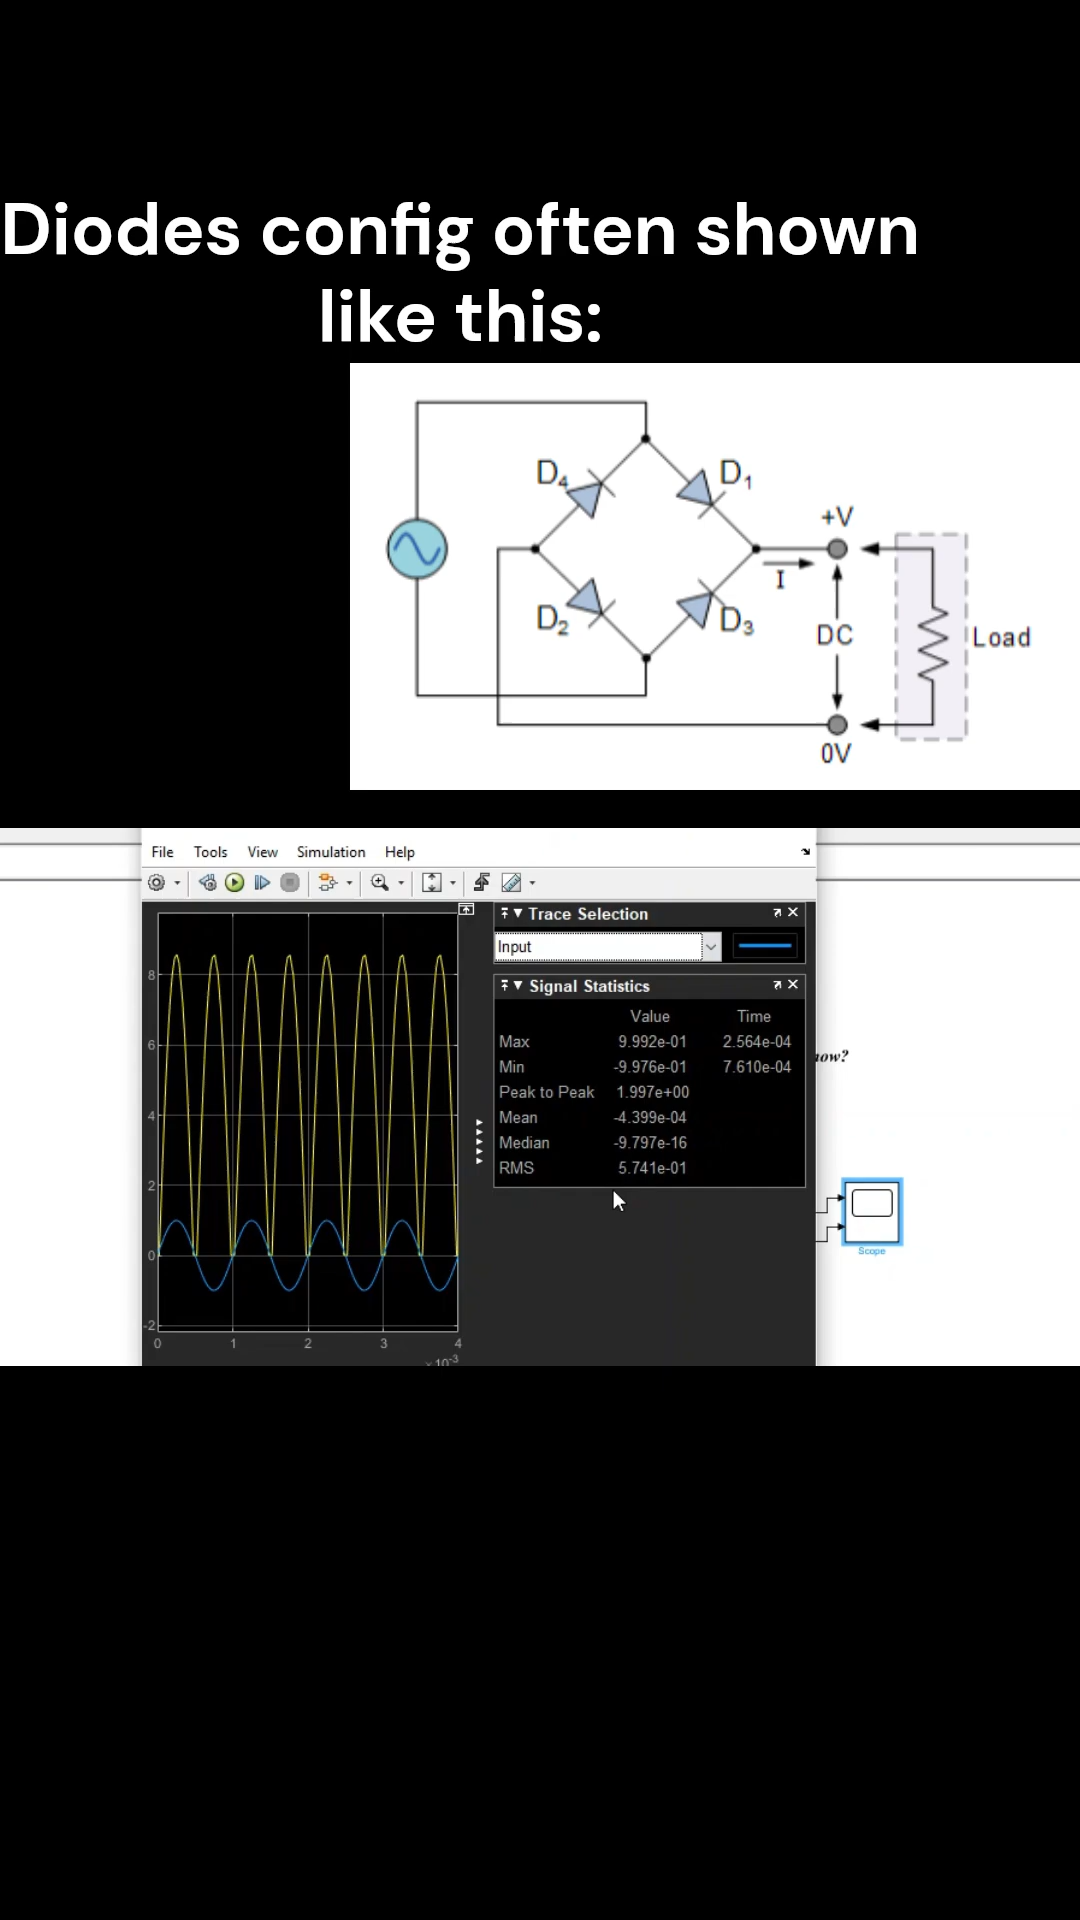 Diodes config often shown
like this:
D4
D1
+V
I
D2
D3
DC
Load
0V
File Tools View Simulation Help
Trace Selection
Input
Signal Statistics
Value Time
Max 9.992e-01 2.564e-04
Min -9.976e-01 7.610e-04
Peak to Peak 1.997e+00
Mean -4.399e-04
Median -9.797e-16
RMS 5.741e-01
8
6
4
2
0
-2
0 1 2 3 4
× 10-3
now?
Scope